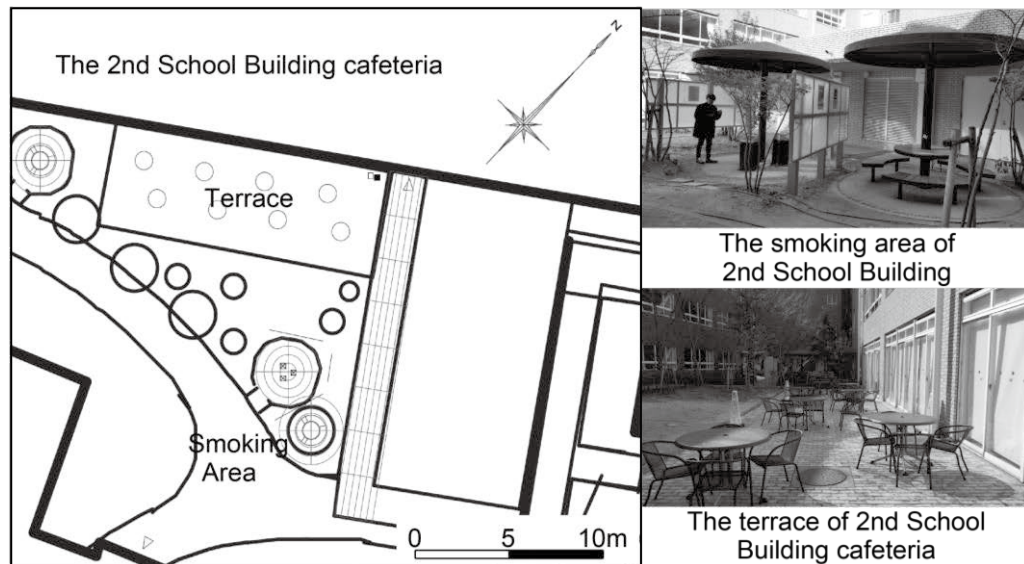 The 2nd School Building cafeteria
N
Terrace
Smoking
Area
0 5 10m
The smoking area of
2nd School Building
The terrace of 2nd School
Building cafeteria